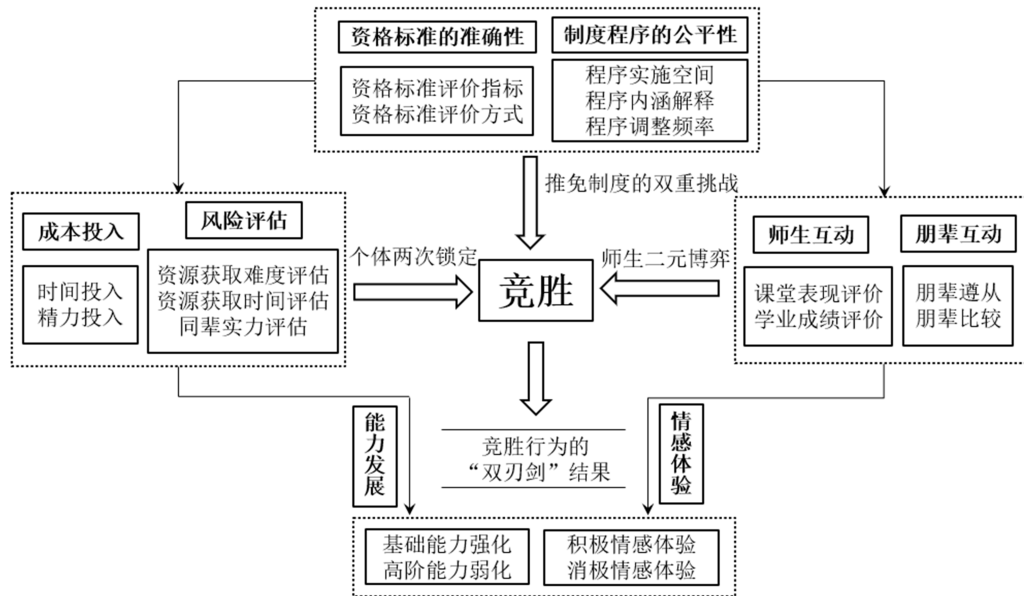 资格标准的准确性
资格标准评价指标
资格标准评价方式
制度程序的公平性
程序实施空间
程序内涵解释
程序调整频率
推免制度的双重挑战
成本投入
时间投入
精力投入
风险评估
资源获取难度评估
资源获取时间评估
同辈实力评估
个体两次锁定
竞胜
师生二元博弈
师生互动
课堂表现评价
学业成绩评价
朋辈互动
朋辈遵从
朋辈比较
能力发展
竞胜行为的
“双刃剑”结果
情感体验
基础能力强化
高阶能力弱化
积极情感体验
消极情感体验